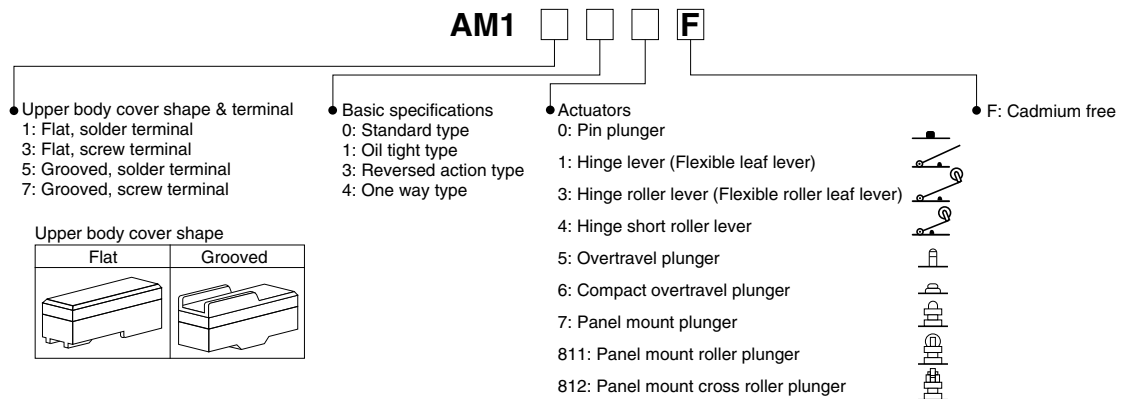 AM1 F
Upper body cover shape & terminal
1: Flat, solder terminal
3: Flat, screw terminal
5: Grooved, solder terminal
7: Grooved, screw terminal
Upper body cover shape
Flat Grooved
Basic specifications
0: Standard type
1: Oil tight type
3: Reversed action type
4: One way type
Actuators
0: Pin plunger
1: Hinge lever (Flexible leaf lever)
3: Hinge roller lever (Flexible roller leaf lever)
4: Hinge short roller lever
5: Overtravel plunger
6: Compact overtravel plunger
7: Panel mount plunger
811: Panel mount roller plunger
812: Panel mount cross roller plunger
F: Cadmium free